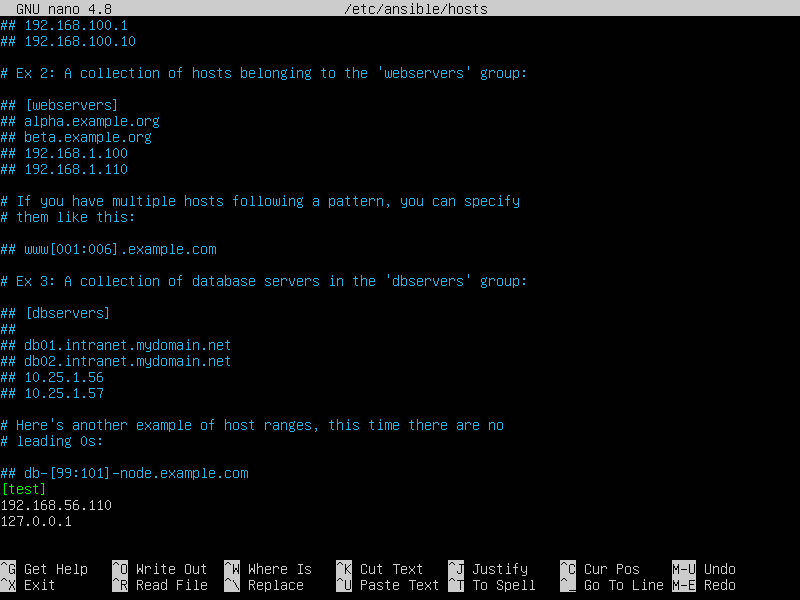 GNU nano 4.8 /etc/ansible/hosts
## 192.168.100.1
## 192.168.100.10
# Ex 2: A collection of hosts belonging to the 'webservers' group:
## [webservers]
## alpha.example.org
## beta.example.org
## 192.168.1.100
## 192.168.1.110
# If you have multiple hosts following a pattern, you can specify
# them like this:
## www[001:006].example.com
# Ex 3: A collection of database servers in the 'dbservers' group:
## [dbservers]
##
## db01.intranet.mydomain.net
## db02.intranet.mydomain.net
## 10.25.1.56
## 10.25.1.57
# Here's another example of host ranges, this time there are no
# leading 0s:
## db-[99:101]-node.example.com
[test]
192.168.56.110
127.0.0.1
^G Get Help ^O Write Out ^W Where Is ^K Cut Text ^J Justify ^C Cur Pos M-U Undo
^X Exit ^R Read File ^\ Replace ^U Paste Text ^T To Spell ^_ Go To Line M-E Redo